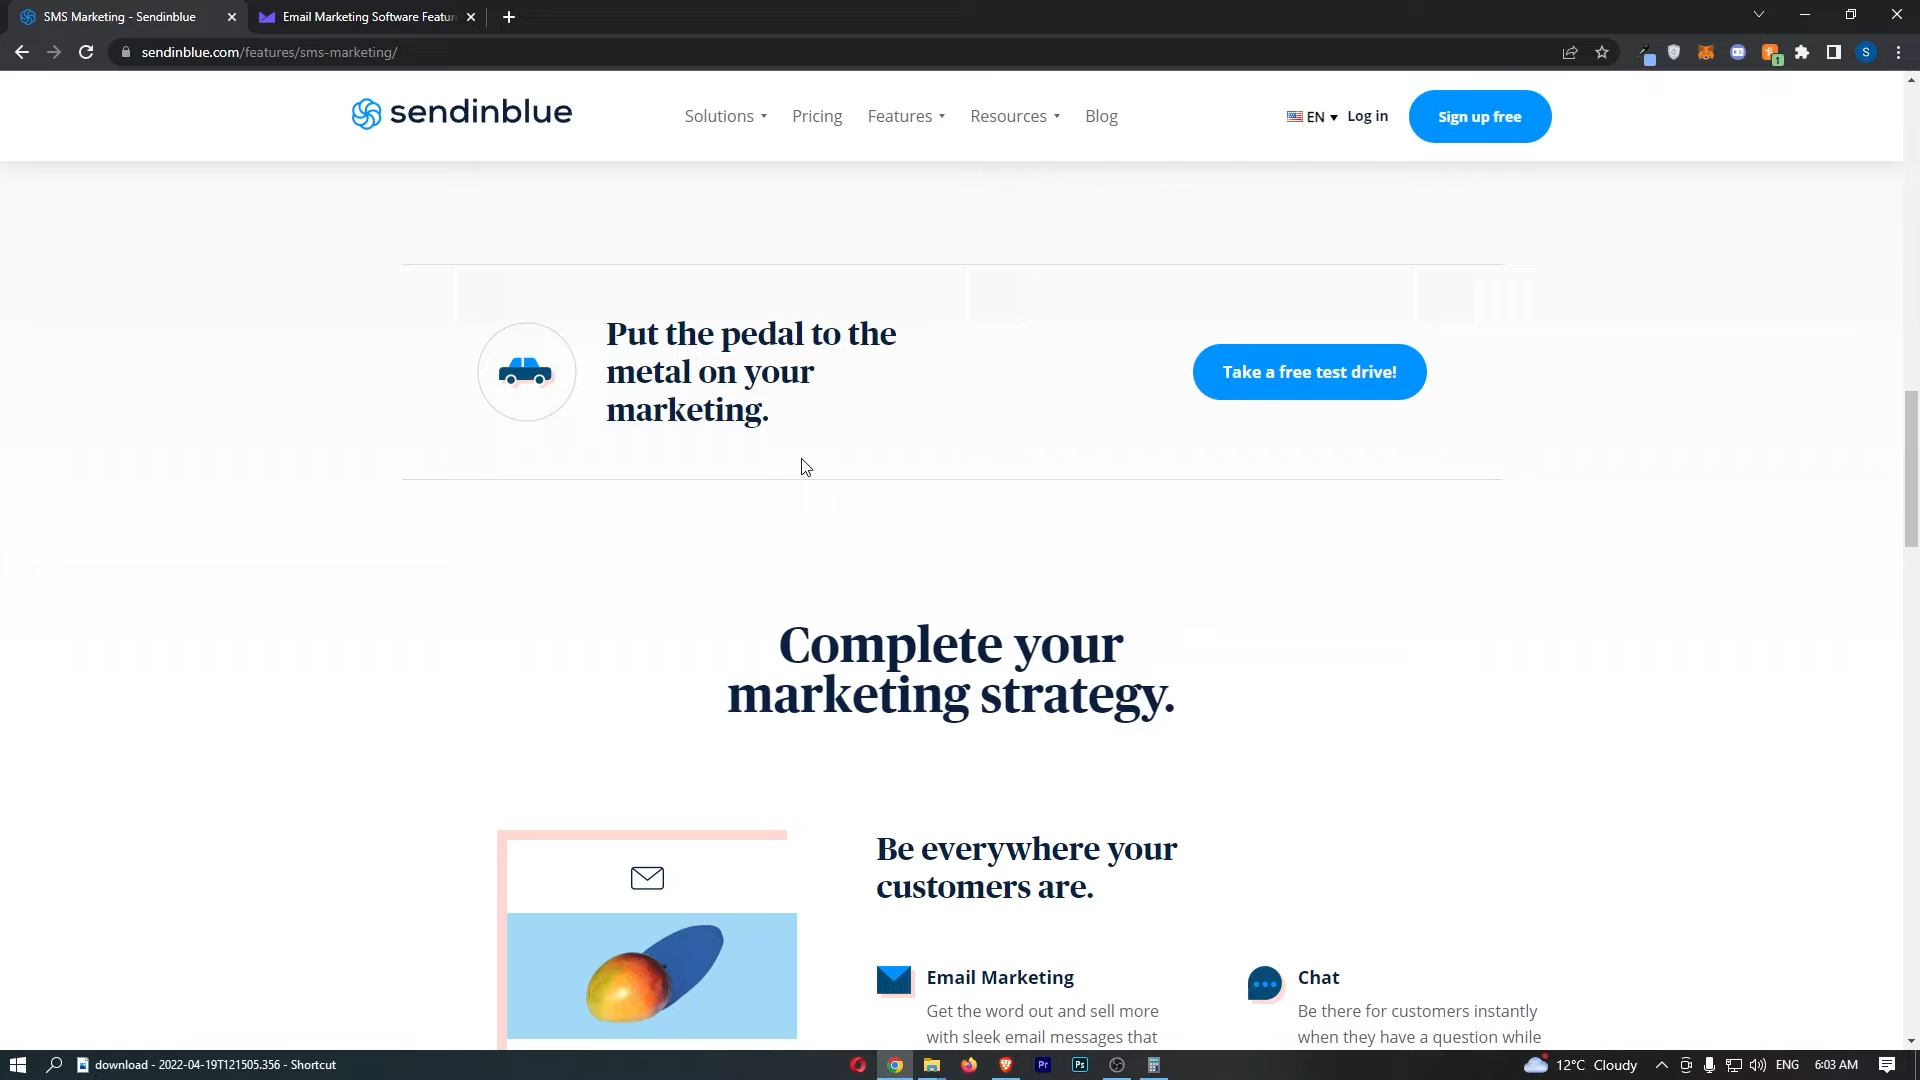 SMS Marketing - Sendinblue
Email Marketing Software Featur
sendinblue.com/features/sms-marketing/
S
1
sendinblue
Solutions
Pricing
Features
Resources
Blog
EN
Log in
Sign up free
Put the pedal to the
metal on your
marketing.
Take a free test drive!
Complete your
marketing strategy.
Be everywhere your
customers are.
Email Marketing
Get the word out and sell more
with sleek email messages that
Chat
Be there for customers instantly
when they have a question while
download - 2022-04-19T121505.356 - Shortcut
Pr
Ps
12°C Cloudy
ENG
6:03 AM